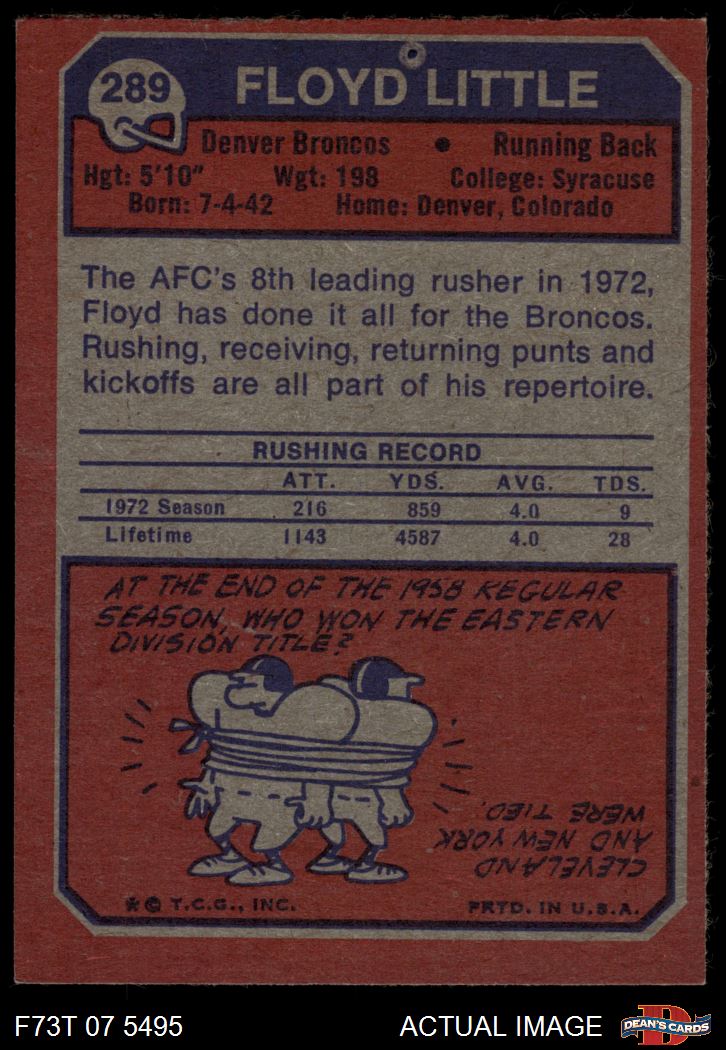 289
FLOYD LITTLE
Denver Broncos • Running Back
Hgt: 5'10" Wgt: 198 College: Syracuse
Born: 7-4-42 Home: Denver, Colorado
The AFC's 8th leading rusher in 1972,
Floyd has done it all for the Broncos.
Rushing, receiving, returning punts and
kickoffs are all part of his repertoire.
RUSHING RECORD
ATT. YDS. AVG. TDS.
1972 Season 216 859 4.0 9
Lifetime 1143 4587 4.0 28
AT THE END OF THE 1958 REGULAR
SEASON, WHO WON THE EASTERN
DIVISION TITLE?
CLEVELAND
AND NEW YORK
WERE TIED.
* © T.C.G., INC. PRTD. IN U.S.A.
F73T 07 5495 ACTUAL IMAGE D DEAN'S CARDS